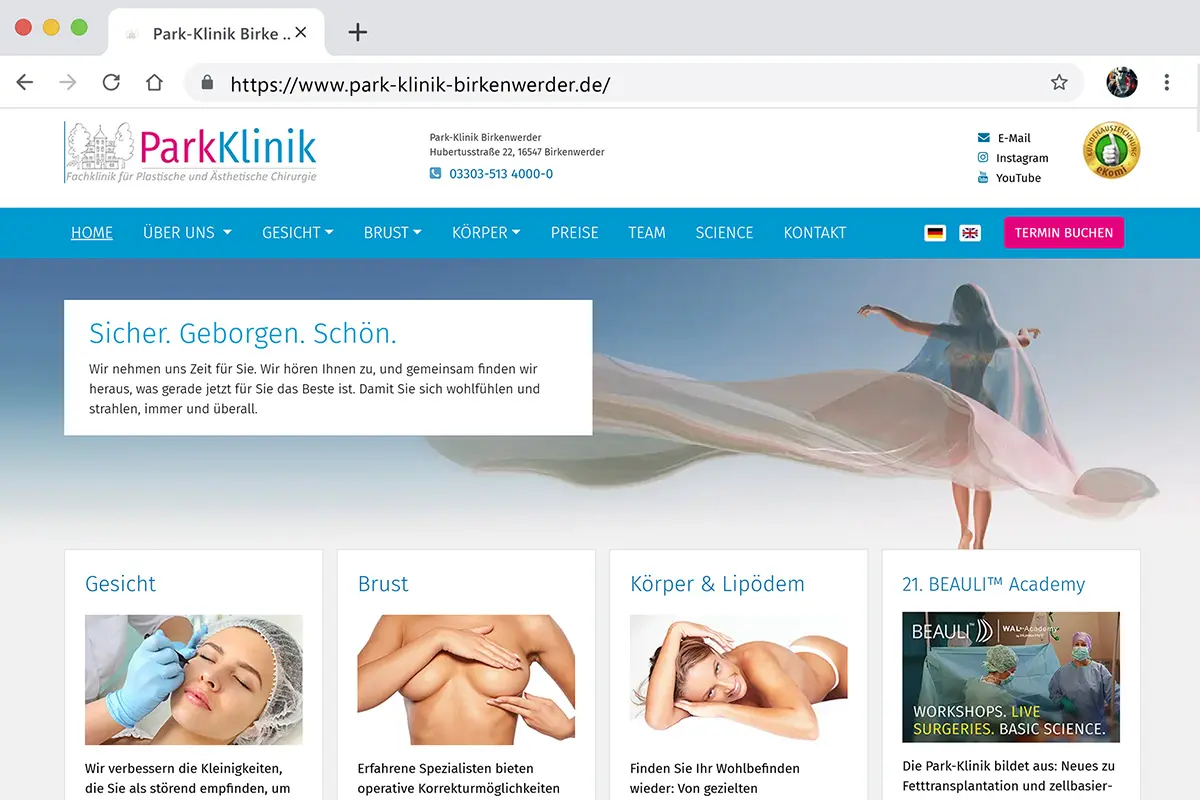 Park-Klinik Birke ..
https://www.park-klinik-birkenwerder.de/
ParkKlinik
Fachklinik für Plastische und Ästhetische Chirurgie
Park-Klinik Birkenwerder
Hubertusstraße 22, 16547 Birkenwerder
03303-513 4000-0
E-Mail
Instagram
YouTube
KUNDENAUSZEICHNUNG
eKomi
HOME ÜBER UNS GESICHT BRUST KÖRPER PREISE TEAM SCIENCE KONTAKT TERMIN BUCHEN
Sicher. Geborgen. Schön.
Wir nehmen uns Zeit für Sie. Wir hören Ihnen zu, und gemeinsam finden wir
heraus, was gerade jetzt für Sie das Beste ist. Damit Sie sich wohlfühlen und
strahlen, immer und überall.
Gesicht
Wir verbessern die Kleinigkeiten,
die Sie als störend empfinden, um
Brust
Erfahrene Spezialisten bieten
operative Korrekturmöglichkeiten
Körper & Lipödem
Finden Sie Ihr Wohlbefinden
wieder: Von gezielten
21. BEAULI™ Academy
BEAULI™ WAL-Academy
WORKSHOPS. LIVE
SURGERIES. BASIC SCIENCE.
Die Park-Klinik bildet aus: Neues zu
Fetttransplantation und zellbasier-